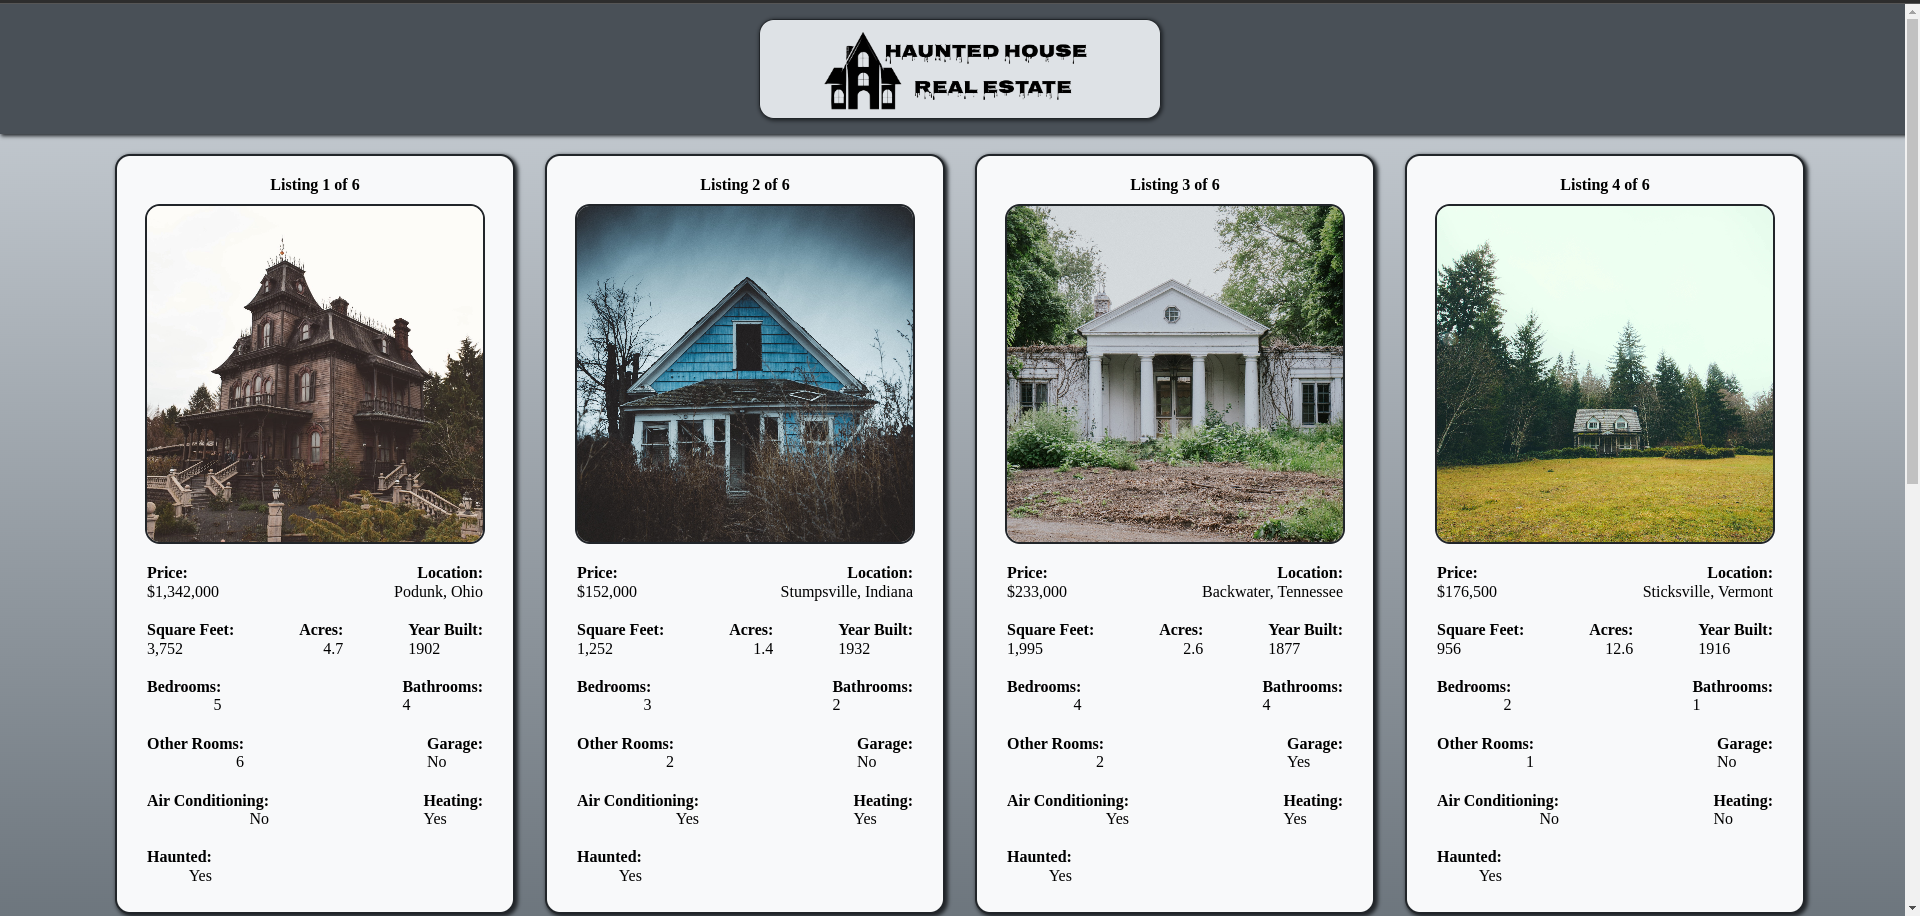 HAUNTED HOUSE
REAL ESTATE
Listing 1 of 6
Price: Location:
$1,342,000 Podunk, Ohio
Square Feet: Acres: Year Built:
3,752 4.7 1902
Bedrooms: Bathrooms:
5 4
Other Rooms: Garage:
6 No
Air Conditioning: Heating:
No Yes
Haunted:
Yes
Listing 2 of 6
Price: Location:
$152,000 Stumpsville, Indiana
Square Feet: Acres: Year Built:
1,252 1.4 1932
Bedrooms: Bathrooms:
3 2
Other Rooms: Garage:
2 No
Air Conditioning: Heating:
Yes Yes
Haunted:
Yes
Listing 3 of 6
Price: Location:
$233,000 Backwater, Tennessee
Square Feet: Acres: Year Built:
1,995 2.6 1877
Bedrooms: Bathrooms:
4 4
Other Rooms: Garage:
2 Yes
Air Conditioning: Heating:
Yes Yes
Haunted:
Yes
Listing 4 of 6
Price: Location:
$176,500 Sticksville, Vermont
Square Feet: Acres: Year Built:
956 12.6 1916
Bedrooms: Bathrooms:
2 1
Other Rooms: Garage:
1 No
Air Conditioning: Heating:
No No
Haunted:
Yes